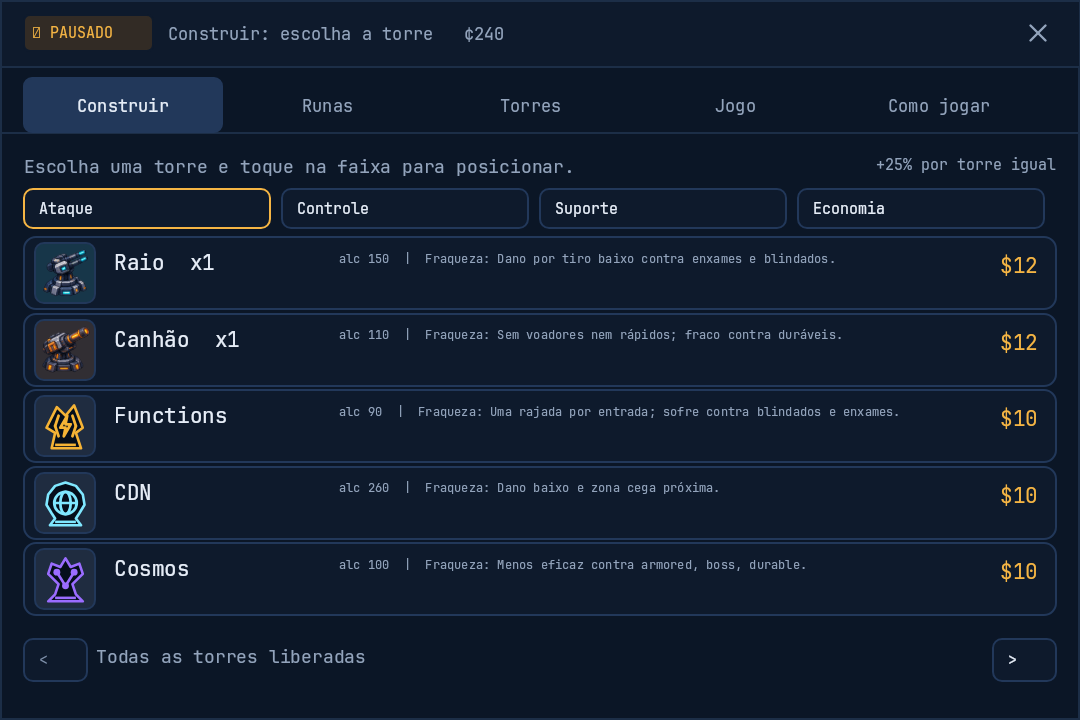 PAUSADO Construir: escolha a torre $240
Construir Runas Torres Jogo Como jogar
Escolha uma torre e toque na faixa para posicionar. +25% por torre igual
Ataque Controle Suporte Economia
Raio x1 alc 150 | Fraqueza: Dano por tiro baixo contra enxames e blindados. $12
Canhão x1 alc 110 | Fraqueza: Sem voadores nem rápidos; fraco contra duráveis. $12
Functions alc 90 | Fraqueza: Uma rajada por entrada; sofre contra blindados e enxames. $10
CDN alc 260 | Fraqueza: Dano baixo e zona cega próxima. $10
Cosmos alc 100 | Fraqueza: Menos eficaz contra armored, boss, durable. $10
< Todas as torres liberadas >